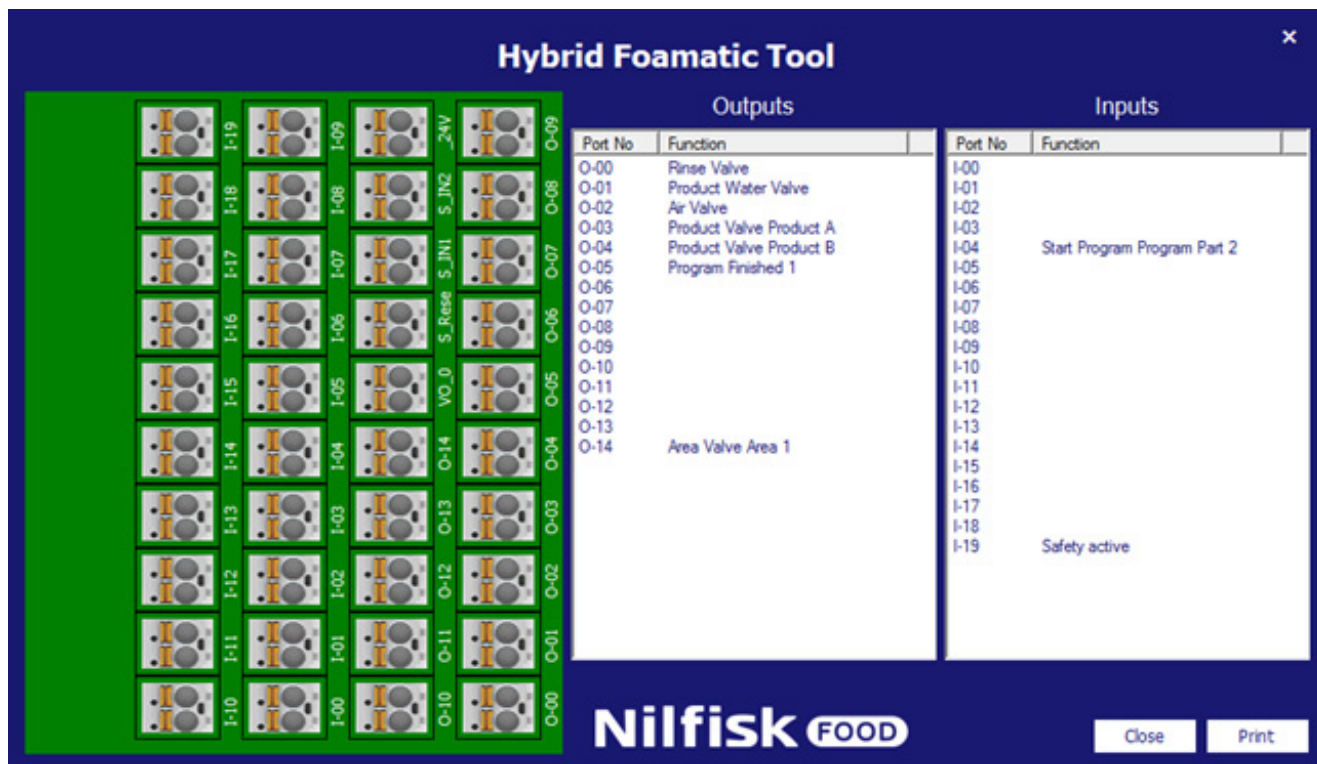 Hybrid Foamatic Tool
×
I-19 I-09 _24V O-09
I-18 I-08 S_IN2 O-08
I-17 I-07 S_IN1 O-07
I-16 I-06 S_Rese O-06
I-15 I-05 VO_0 O-05
I-14 I-04 O-14 O-04
I-13 I-03 O-13 O-03
I-12 I-02 O-12 O-02
I-11 I-01 O-11 O-01
I-10 I-00 O-10 O-00
Outputs
Port No Function
O-00 Rinse Valve
O-01 Product Water Valve
O-02 Air Valve
O-03 Product Valve Product A
O-04 Product Valve Product B
O-05 Program Finished 1
O-06
O-07
O-08
O-09
O-10
O-11
O-12
O-13
O-14 Area Valve Area 1
Inputs
Port No Function
I-00
I-01
I-02
I-03
I-04 Start Program Program Part 2
I-05
I-06
I-07
I-08
I-09
I-10
I-11
I-12
I-13
I-14
I-15
I-16
I-17
I-18
I-19 Safety active
Nilfisk FOOD
Close Print